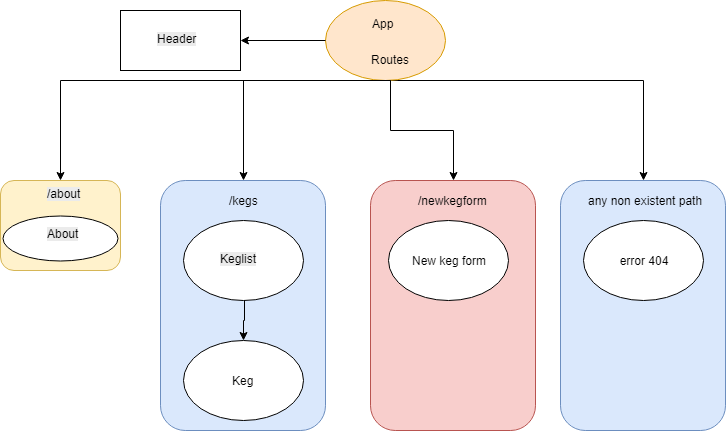 App
Header
Routes
/about
/kegs
/newkegform
any non existent path
About
Keglist
New keg form
error 404
Keg